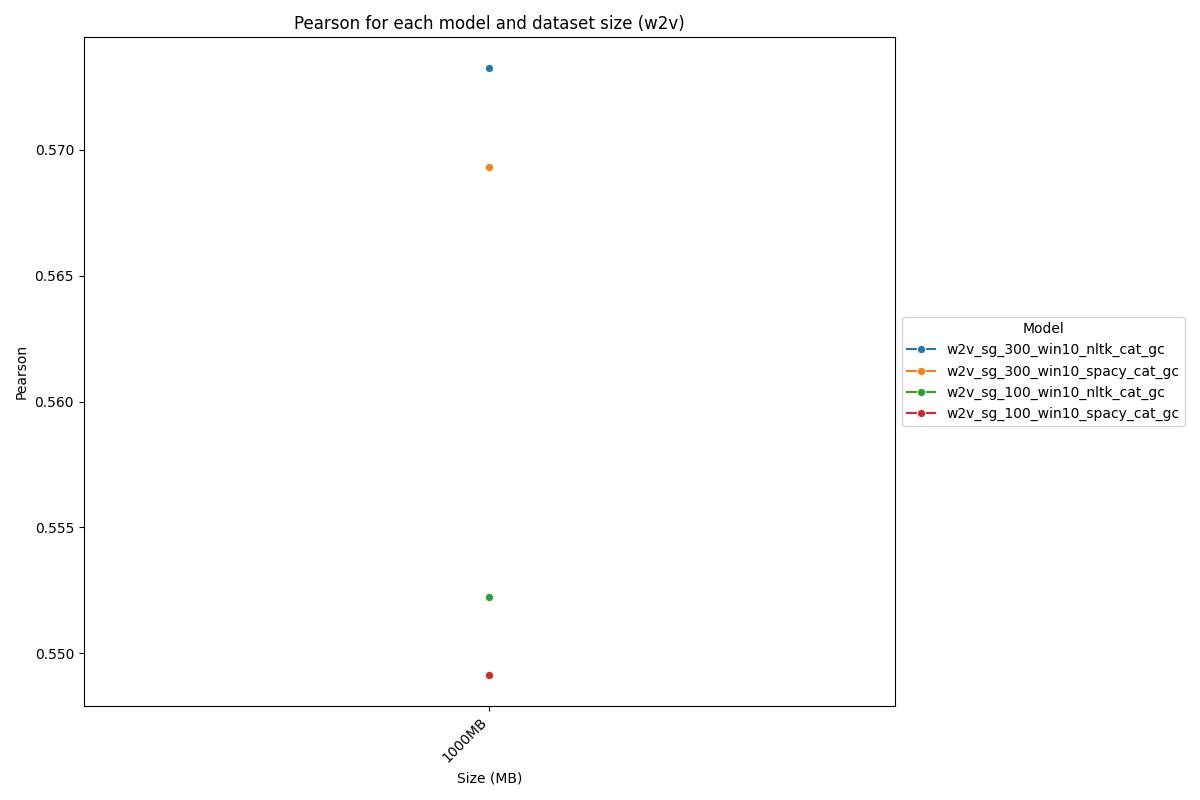 Pearson for each model and dataset size (w2v)
0.570
0.565
0.560
0.555
0.550
Pearson
1000MB
Size (MB)
Model
w2v_sg_300_win10_nltk_cat_gc
w2v_sg_300_win10_spacy_cat_gc
w2v_sg_100_win10_nltk_cat_gc
w2v_sg_100_win10_spacy_cat_gc